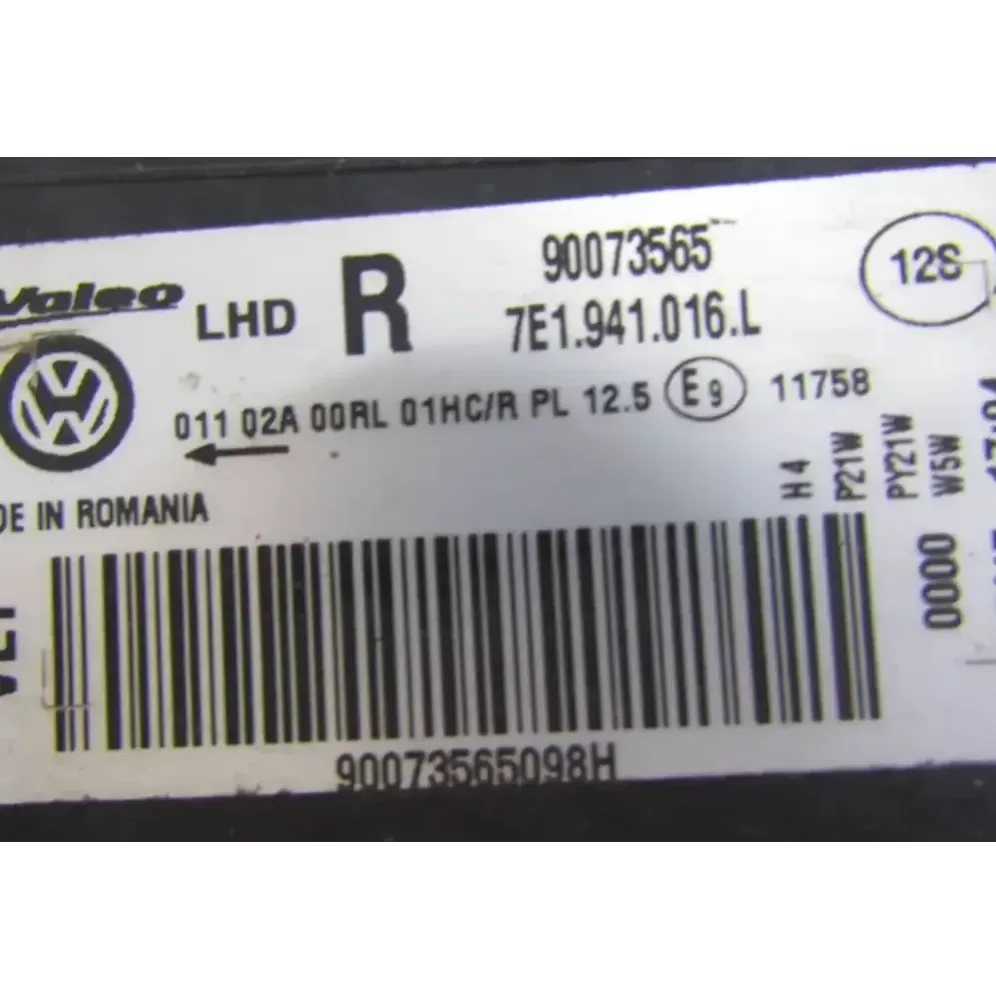 Valeo LHD R 90073565
7E1.941.016.L
12S
011 02A 00RL 01HC/R PL 12.5 E9 11758
DE IN ROMANIA
H4
P21W
PY21W
W5W
0000
90073565098H